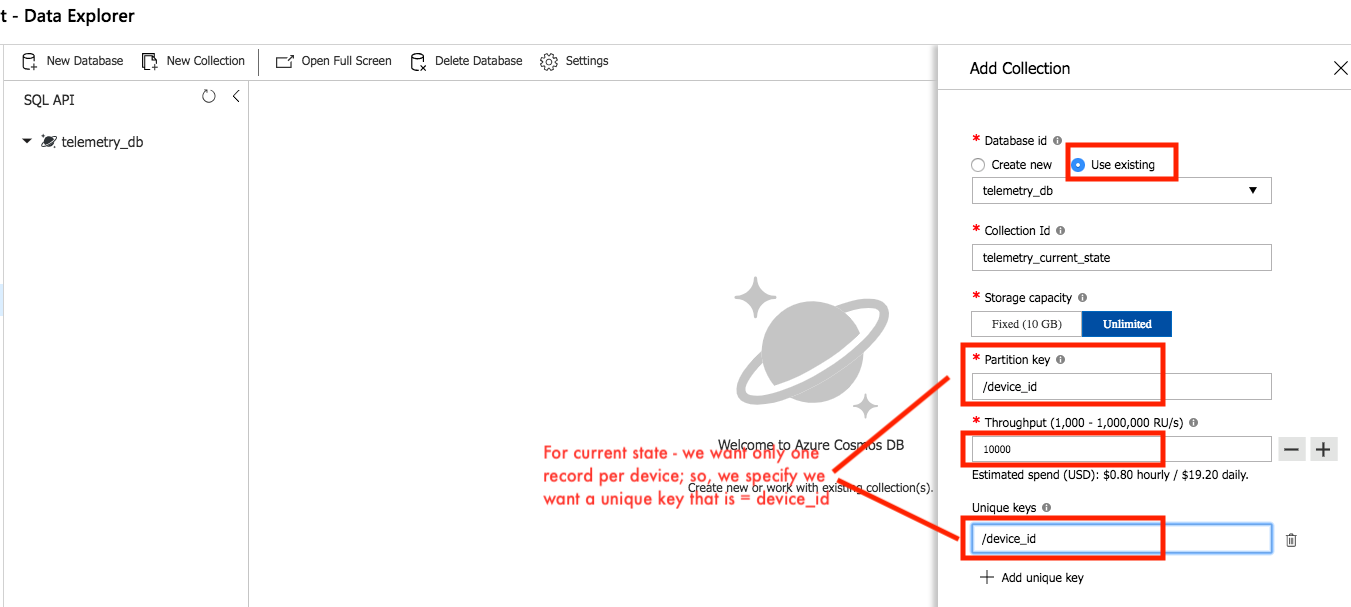 t - Data Explorer
New Database
New Collection
Open Full Screen
Delete Database
Settings
SQL API
telemetry_db
Welcome to Azure Cosmos DB
Create new or work with existing collection(s).
For current state - we want only one
record per device; so, we specify we
want a unique key that is = device_id
Add Collection
* Database id
Create new
Use existing
telemetry_db
* Collection Id
telemetry_current_state
* Storage capacity
Fixed (10 GB)
Unlimited
* Partition key
/device_id
* Throughput (1,000 - 1,000,000 RU/s)
10000
Estimated spend (USD): $0.80 hourly / $19.20 daily.
Unique keys
/device_id
Add unique key